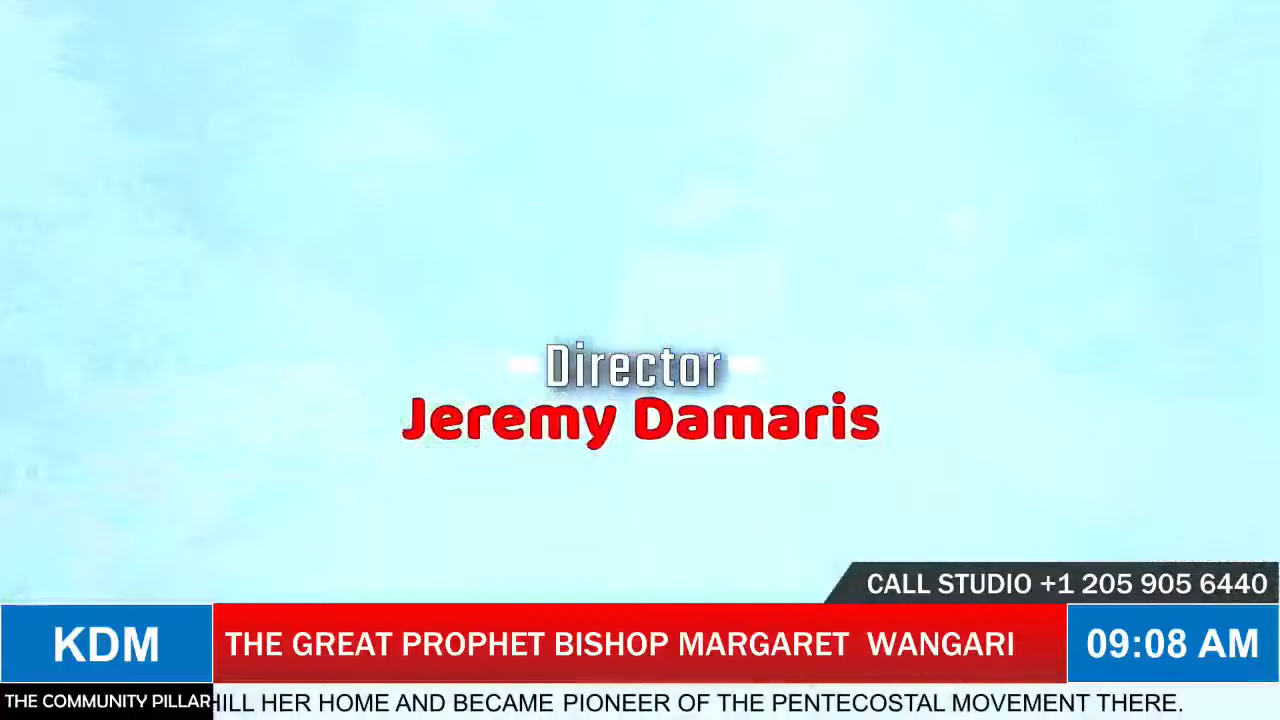 Director
Jeremy Damaris
CALL STUDIO +1 205 905 6440
KDM
THE GREAT PROPHET BISHOP MARGARET WANGARI
09:08 AM
THE COMMUNITY PILLAR
HILL HER HOME AND BECAME PIONEER OF THE PENTECOSTAL MOVEMENT THERE.